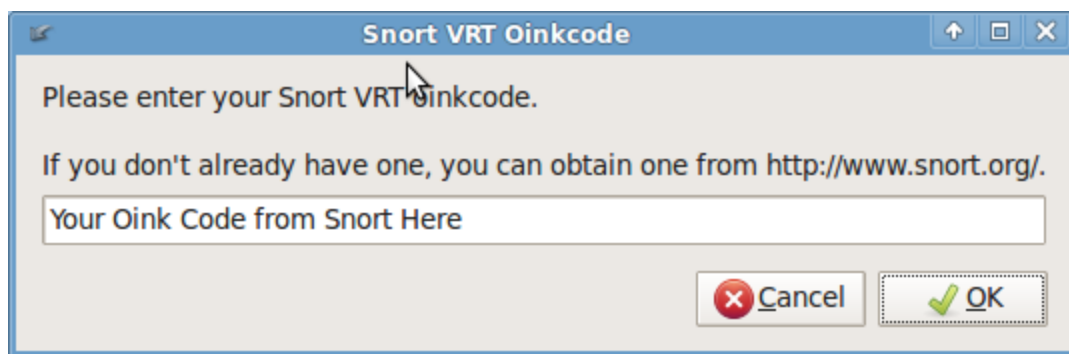 Snort VRT Oinkcode
Please enter your Snort VRT oinkcode.
If you don't already have one, you can obtain one from http://www.snort.org/.
Your Oink Code from Snort Here
Cancel
OK